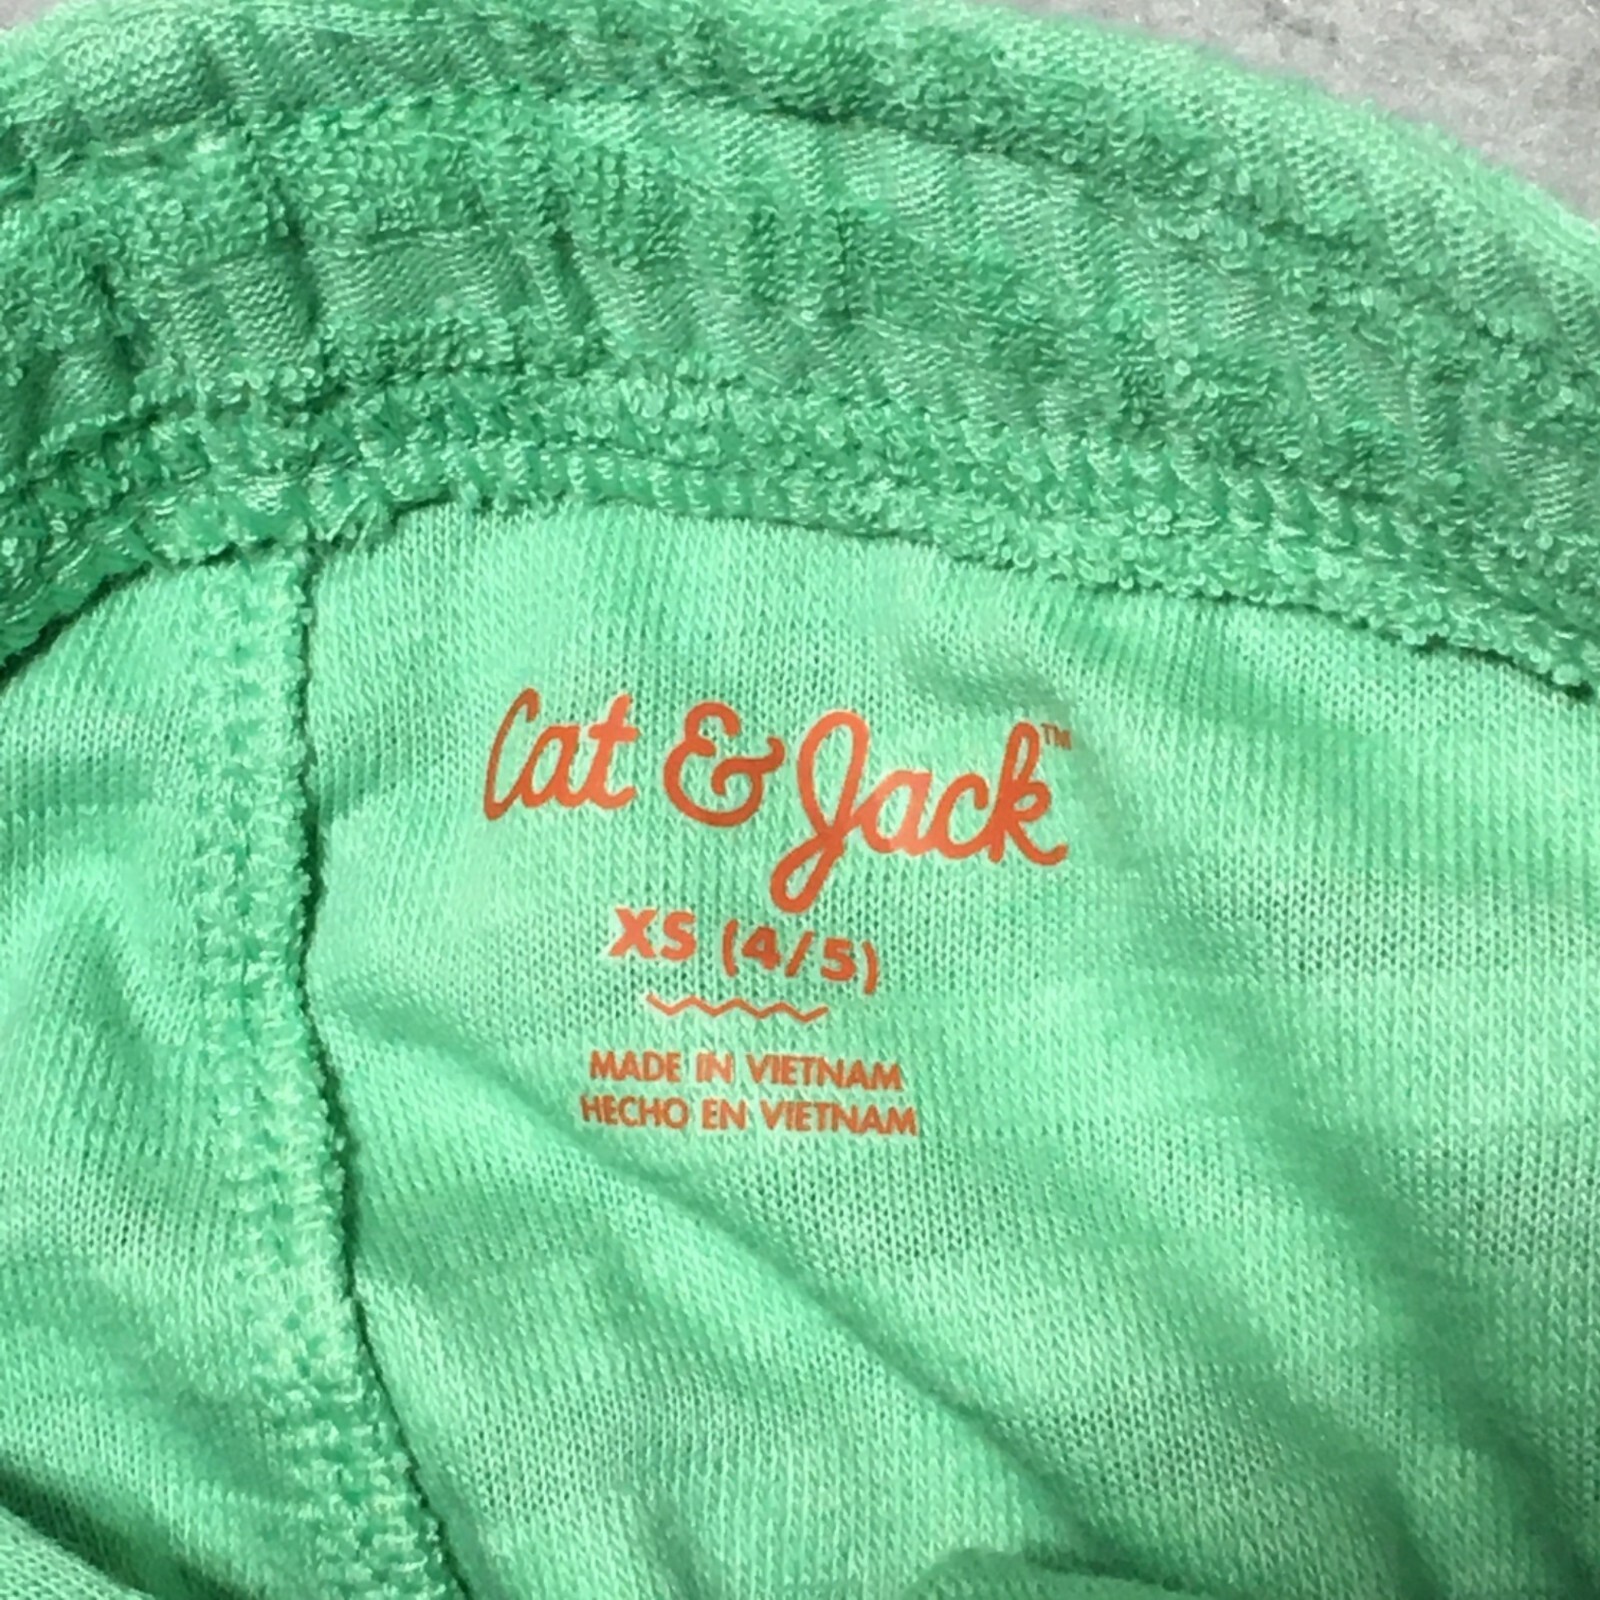 Cat & Jack™
XS (4/5)
MADE IN VIETNAM
HECHO EN VIETNAM